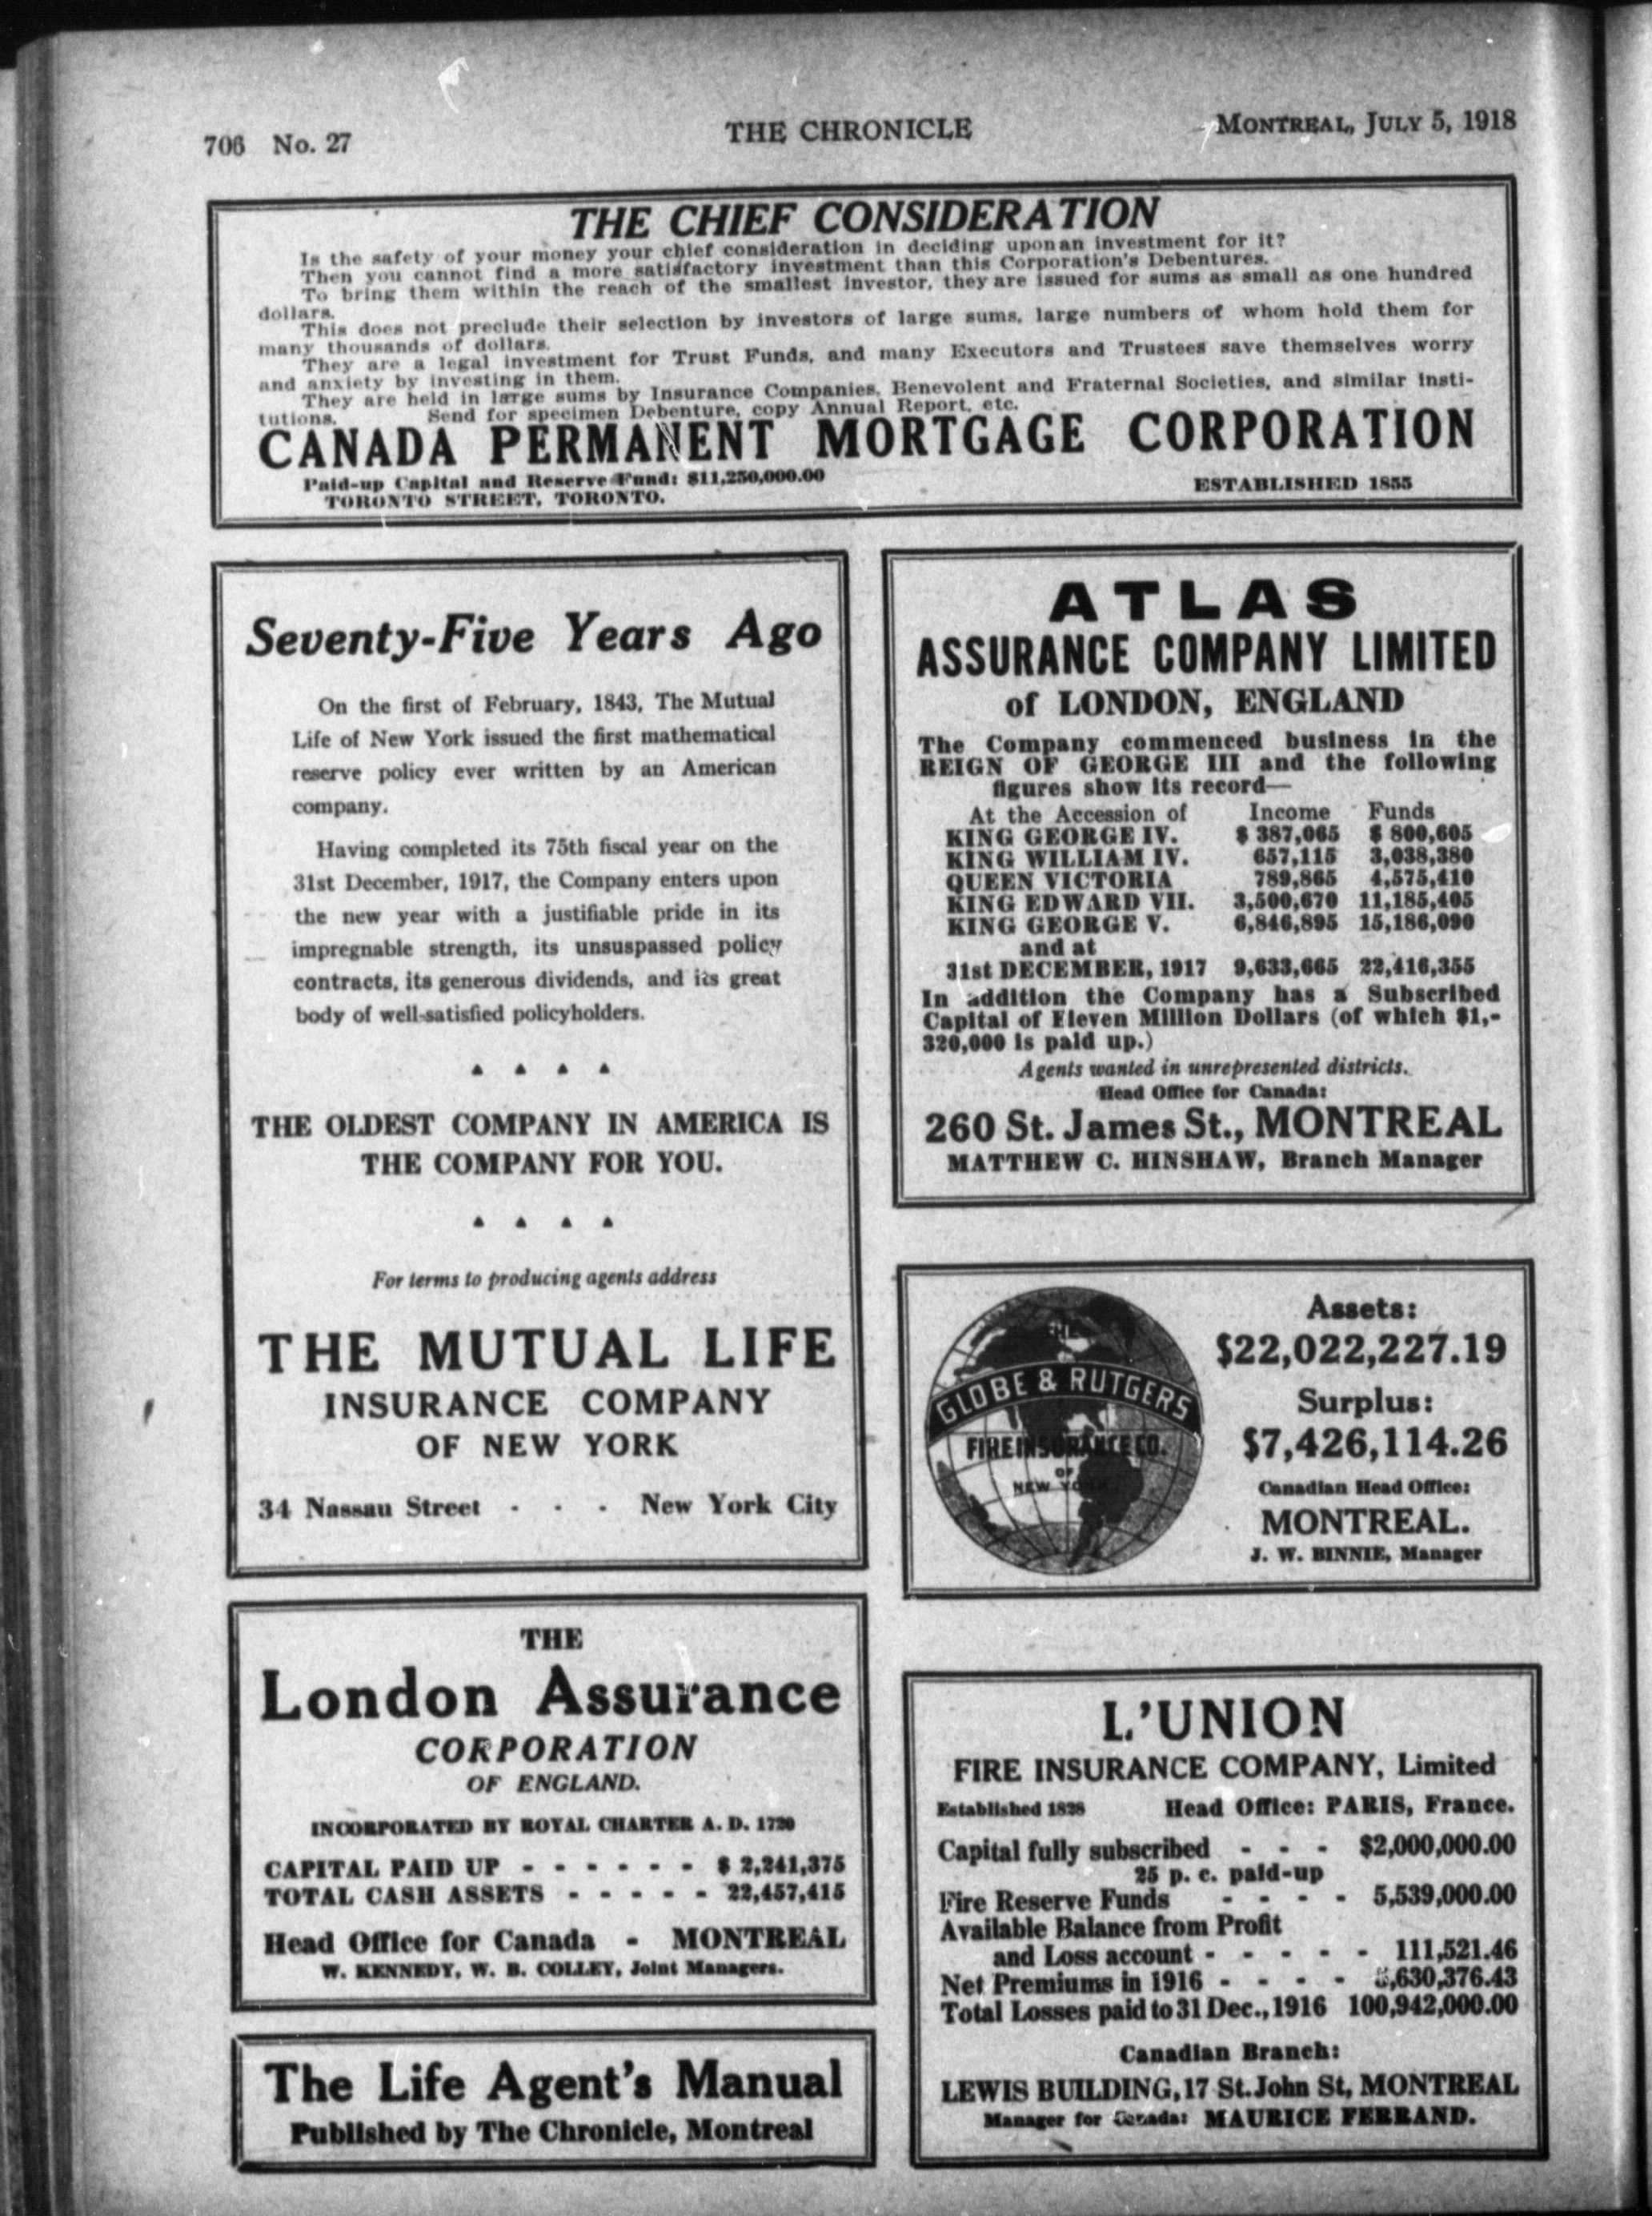 706 No. 27
THE CHRONICLE
MONTREAL, JULY 5, 1918
THE CHIEF CONSIDERATION
Is the safety of your money your chief consideration in deciding upon an investment for it?
Then you cannot find a more satisfactory investment than this Corporation's Debentures.
To bring them within the reach of the smallest investor, they are issued for sums as small as one hundred
dollars.
This does not preclude their selection by investors of large sums, large numbers of whom hold them for
many thousands of dollars.
They are a legal investment for Trust Funds, and many Executors and Trustees save themselves worry
and anxiety by investing in them.
They are held in large sums by Insurance Companies, Benevolent and Fraternal Societies, and similar insti-
tutions. Send for specimen Debenture, copy Annual Report, etc.
CANADA PERMANENT MORTGAGE CORPORATION
Paid-up Capital and Reserve Fund: $11,250,000.00
ESTABLISHED 1855
TORONTO STREET, TORONTO.
Seventy-Five Years Ago
On the first of February, 1843, The Mutual
Life of New York issued the first mathematical
reserve policy ever written by an American
company.
Having completed its 75th fiscal year on the
31st December, 1917, the Company enters upon
the new year with a justifiable pride in its
impregnable strength, its unsuspassed policy
contracts, its generous dividends, and its great
body of well-satisfied policyholders.
THE OLDEST COMPANY IN AMERICA IS
THE COMPANY FOR YOU.
For terms to producing agents address
THE MUTUAL LIFE
INSURANCE COMPANY
OF NEW YORK
34 Nassau Street - - - New York City
THE
London Assurance
CORPORATION
OF ENGLAND.
INCORPORATED BY ROYAL CHARTER A. D. 1720
CAPITAL PAID UP - - - - - - $ 2,241,375
TOTAL CASH ASSETS - - - - - 22,457,415
Head Office for Canada - MONTREAL
W. KENNEDY, W. B. COLLEY, Joint Managers.
The Life Agent's Manual
Published by The Chronicle, Montreal
ATLAS
ASSURANCE COMPANY LIMITED
of LONDON, ENGLAND
The Company commenced business in the
REIGN OF GEORGE III and the following
figures show its record—
At the Accession of Income Funds
KING GEORGE IV. $ 387,065 $ 800,605
KING WILLIAM IV. 657,115 3,038,380
QUEEN VICTORIA 789,865 4,575,410
KING EDWARD VII. 3,500,670 11,185,405
KING GEORGE V. 6,846,895 15,186,090
and at
31st DECEMBER, 1917 9,633,665 22,416,355
In addition the Company has a Subscribed
Capital of Eleven Million Dollars (of which $1,-
320,000 is paid up.)
Agents wanted in unrepresented districts.
Head Office for Canada:
260 St. James St., MONTREAL
MATTHEW C. HINSHAW, Branch Manager
THE
GLOBE & RUTGERS
FIRE INSURANCE CO.
OF
NEW YORK
Assets:
$22,022,227.19
Surplus:
$7,426,114.26
Canadian Head Office:
MONTREAL.
J. W. BINNIE, Manager
L'UNION
FIRE INSURANCE COMPANY, Limited
Established 1828 Head Office: PARIS, France.
Capital fully subscribed - - - $2,000,000.00
25 p. c. paid-up
Fire Reserve Funds - - - - 5,539,000.00
Available Balance from Profit
and Loss account - - - - - 111,521.46
Net Premiums in 1916 - - - -
Total Losses paid to 31 Dec., 1916 100,942,000.00
Canadian Branch:
LEWIS BUILDING, 17 St. John St, MONTREAL
Manager for Canada: MAURICE FERRAND.